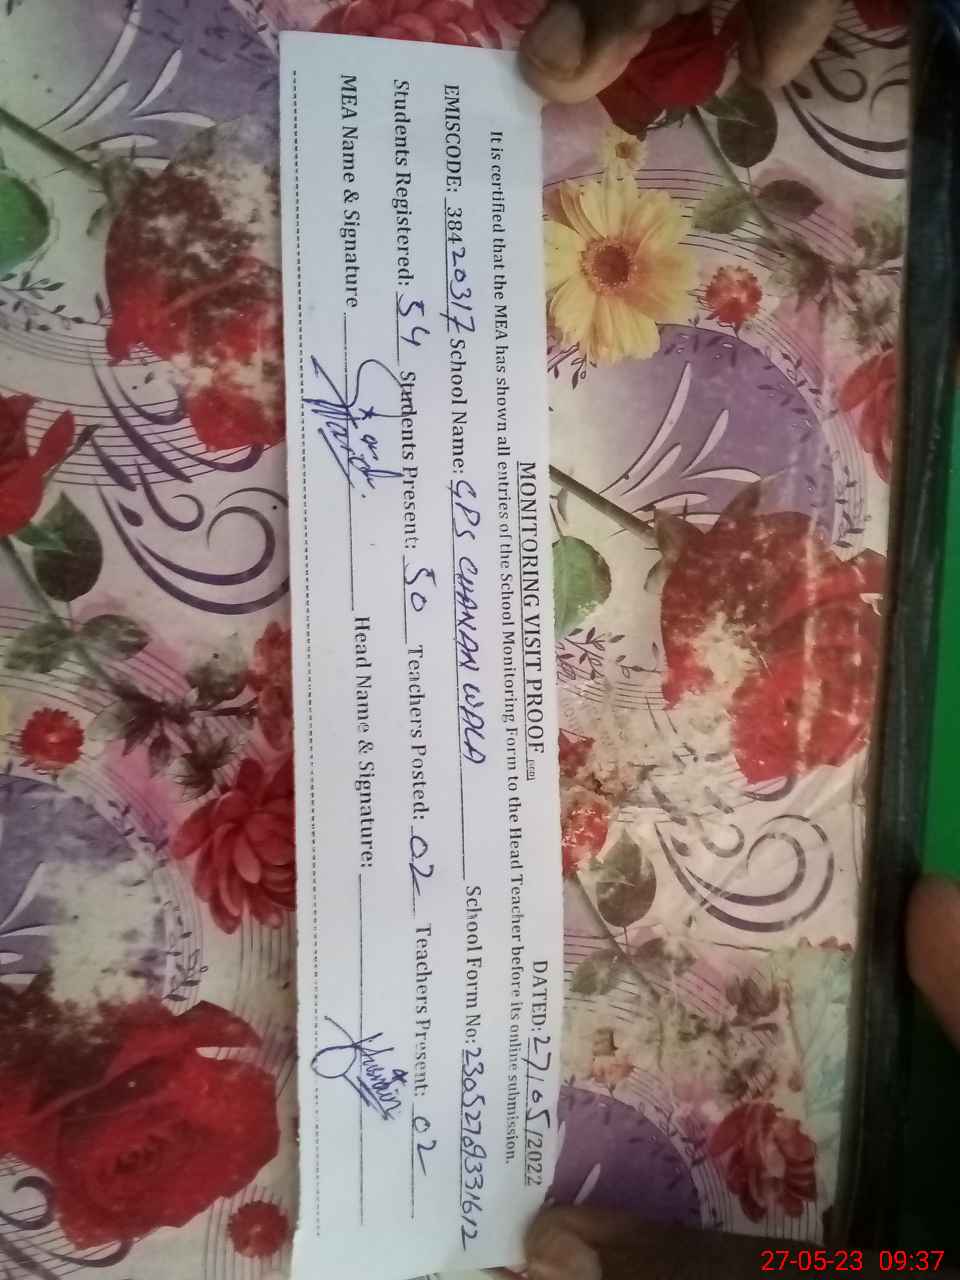 MONITORING VISIT PROOF
DATED: 27/05/2022
It is certified that the MEA has shown all entries of the School Monitoring Form to the Head Teacher before its online submission.
EMISCODE: 38420317 School Name: GPS CHANAN WALA School Form No: 23052709331612
Students Registered: 54 Students Present: 50 Teachers Posted: 02 Teachers Present: 02
MEA Name & Signature Head Name & Signature:
27-05-23 09:37